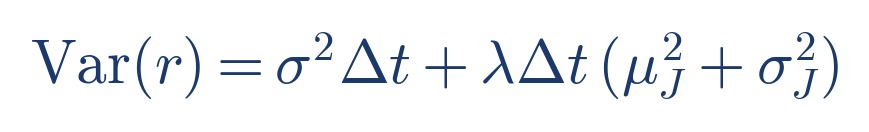 Var(r) = σ²Δt + λΔt (μ_J² + σ_J²)